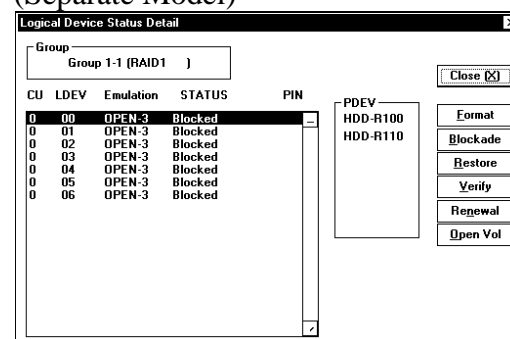 (Separate Model)
Logical Device Status Detail
Group
Group 1-1 (RAID1 )
Close (X)
CU LDEV Emulation STATUS PIN
0 00 OPEN-3 Blocked
0 01 OPEN-3 Blocked
0 02 OPEN-3 Blocked
0 03 OPEN-3 Blocked
0 04 OPEN-3 Blocked
0 05 OPEN-3 Blocked
0 06 OPEN-3 Blocked
PDEV
HDD-R100
HDD-R110
Format
Blockade
Restore
Verify
Renewal
Open Vol